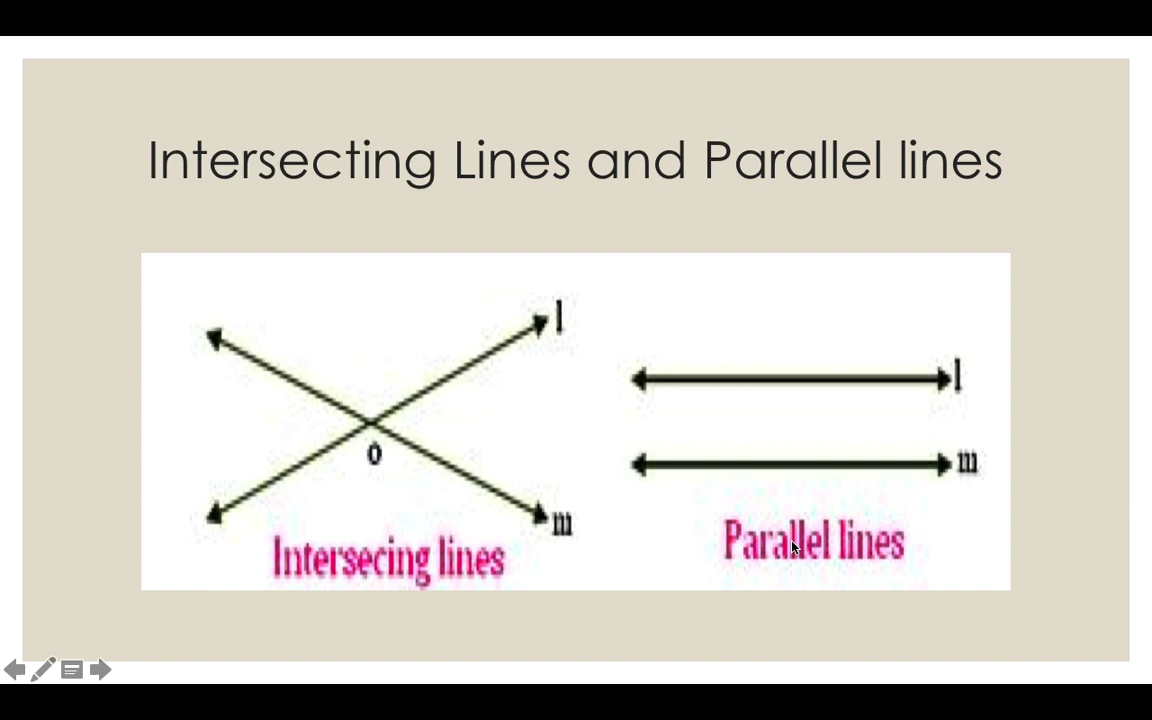 Intersecting Lines and Parallel lines
l
o
m
Intersecing lines
l
m
Parallel lines